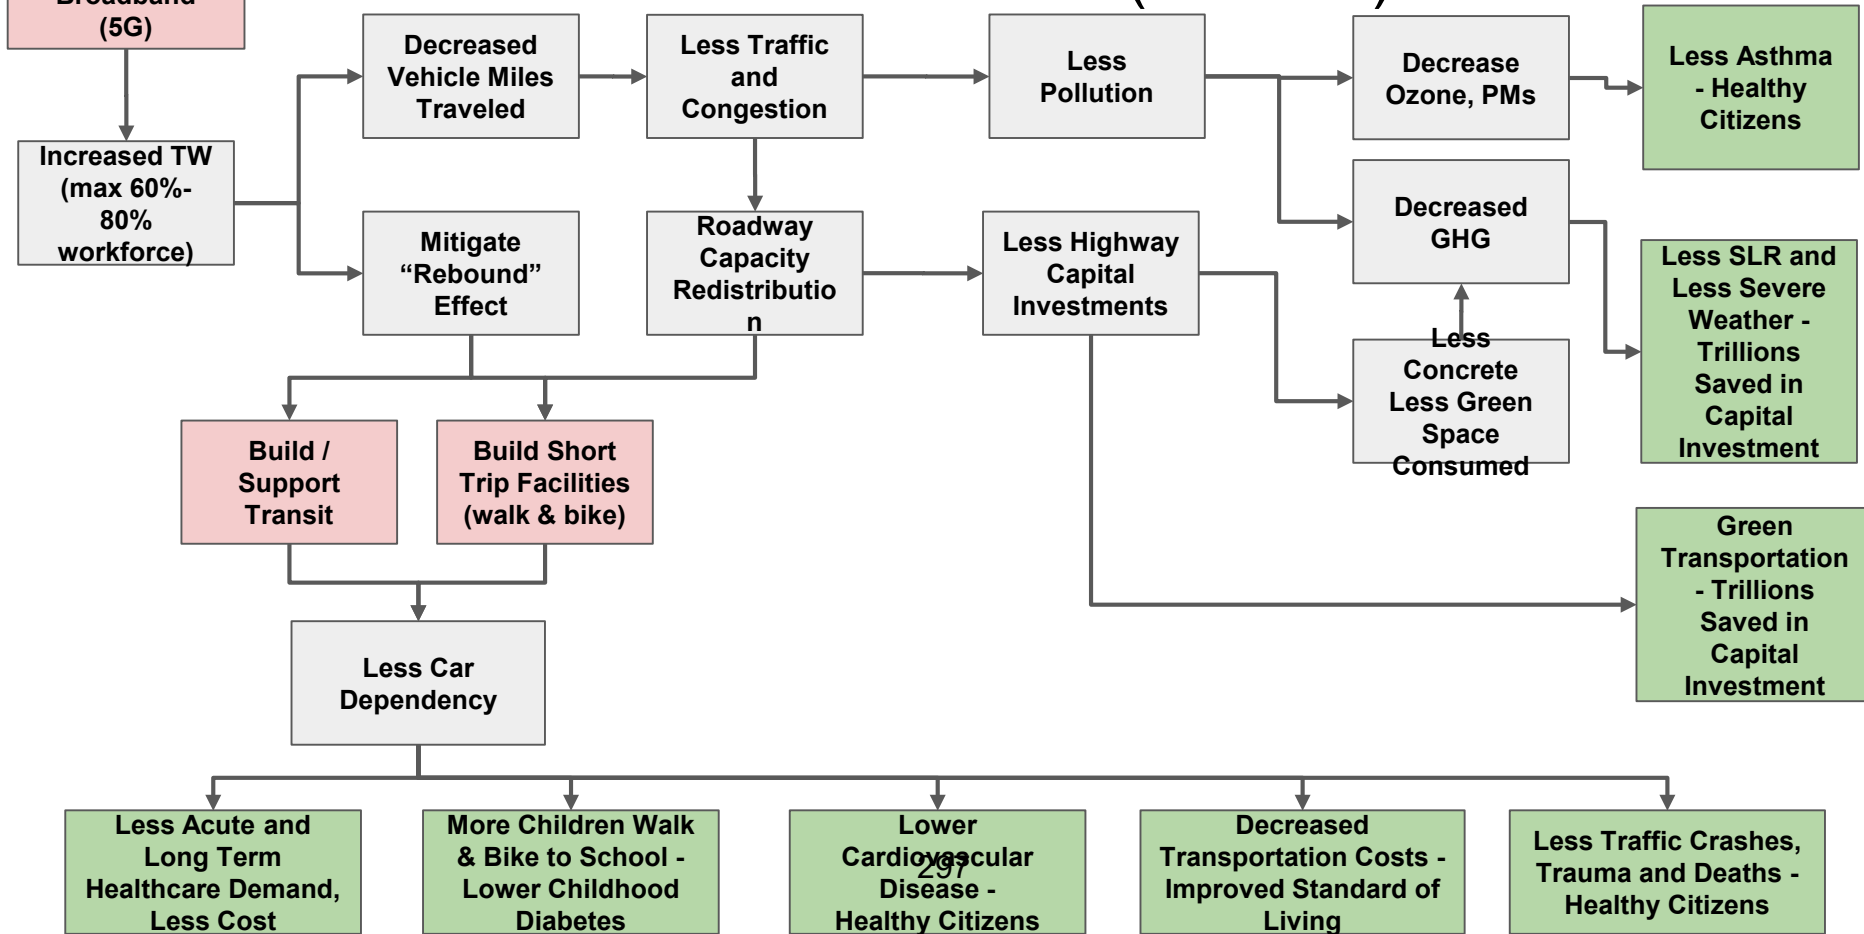 Broadband
(5G)
Decreased
Vehicle Miles
Traveled
Less Traffic
and
Congestion
Less
Pollution
Decrease
Ozone, PMs
Less Asthma
- Healthy
Citizens
Increased TW
(max 60%-
80%
workforce)
Mitigate
“Rebound”
Effect
Roadway
Capacity
Redistributio
n
Less Highway
Capital
Investments
Decreased
GHG
Less SLR and
Less Severe
Weather -
Trillions
Saved in
Capital
Investment
Less
Concrete
Less Green
Space
Consumed
Build /
Support
Transit
Build Short
Trip Facilities
(walk & bike)
Green
Transportation
- Trillions
Saved in
Capital
Investment
Less Car
Dependency
Less Acute and
Long Term
Healthcare Demand,
Less Cost
More Children Walk
& Bike to School -
Lower Childhood
Diabetes
Lower
Cardiovascular
Disease -
Healthy Citizens
297
Decreased
Transportation Costs -
Improved Standard of
Living
Less Traffic Crashes,
Trauma and Deaths -
Healthy Citizens